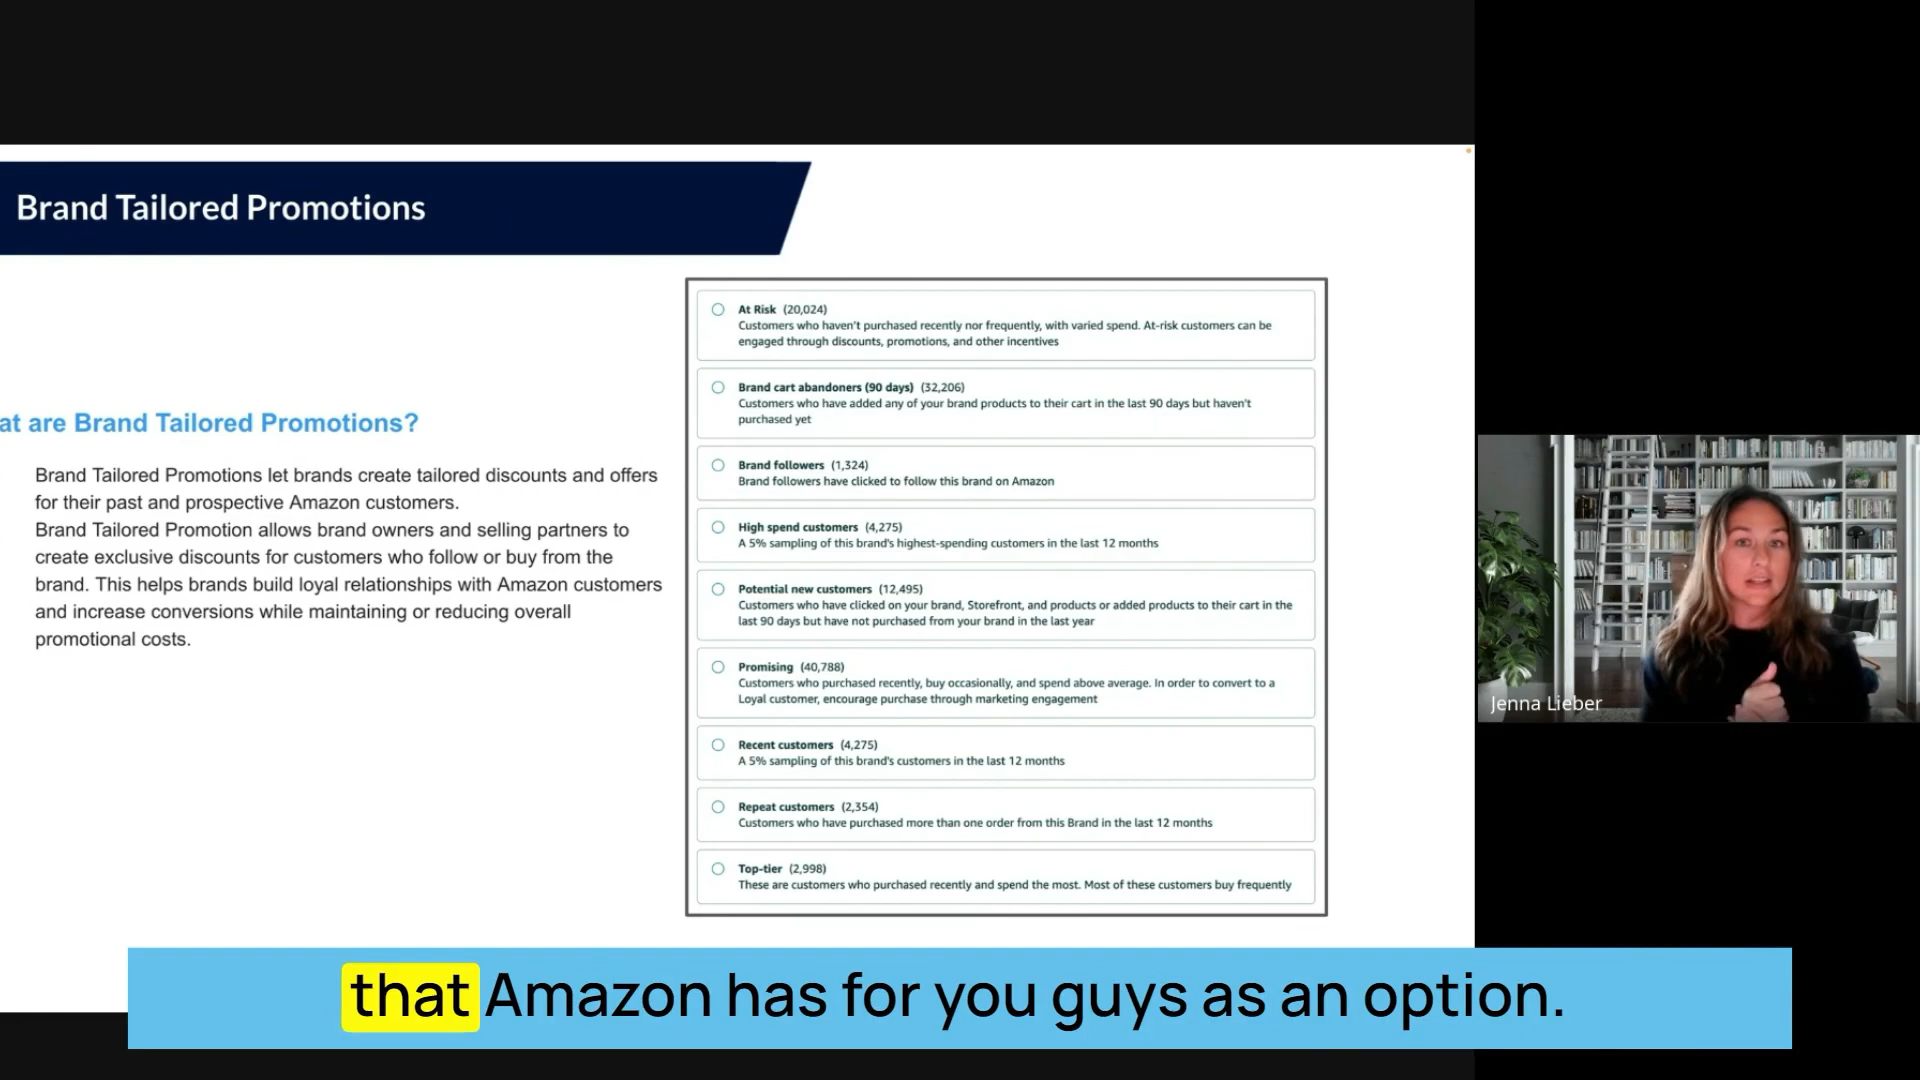 Brand Tailored Promotions
at are Brand Tailored Promotions?
Brand Tailored Promotions let brands create tailored discounts and offers
for their past and prospective Amazon customers.
Brand Tailored Promotion allows brand owners and selling partners to
create exclusive discounts for customers who follow or buy from the
brand. This helps brands build loyal relationships with Amazon customers
and increase conversions while maintaining or reducing overall
promotional costs.
At Risk (20,024)
Customers who haven't purchased recently nor frequently, with varied spend. At-risk customers can be
engaged through discounts, promotions, and other incentives
Brand cart abandoners (90 days) (32,206)
Customers who have added any of your brand products to their cart in the last 90 days but haven't
purchased yet
Brand followers (1,324)
Brand followers have clicked to follow this brand on Amazon
High spend customers (4,275)
A 5% sampling of this brand's highest-spending customers in the last 12 months
Potential new customers (12,495)
Customers who have clicked on your brand, Storefront, and products or added products to their cart in the
last 90 days but have not purchased from your brand in the last year
Promising (40,788)
Customers who purchased recently, buy occasionally, and spend above average. In order to convert to a
Loyal customer, encourage purchase through marketing engagement
Recent customers (4,275)
A 5% sampling of this brand's customers in the last 12 months
Repeat customers (2,354)
Customers who have purchased more than one order from this Brand in the last 12 months
Top-tier (2,998)
These are customers who purchased recently and spend the most. Most of these customers buy frequently
Jenna Lieber
that Amazon has for you guys as an option.